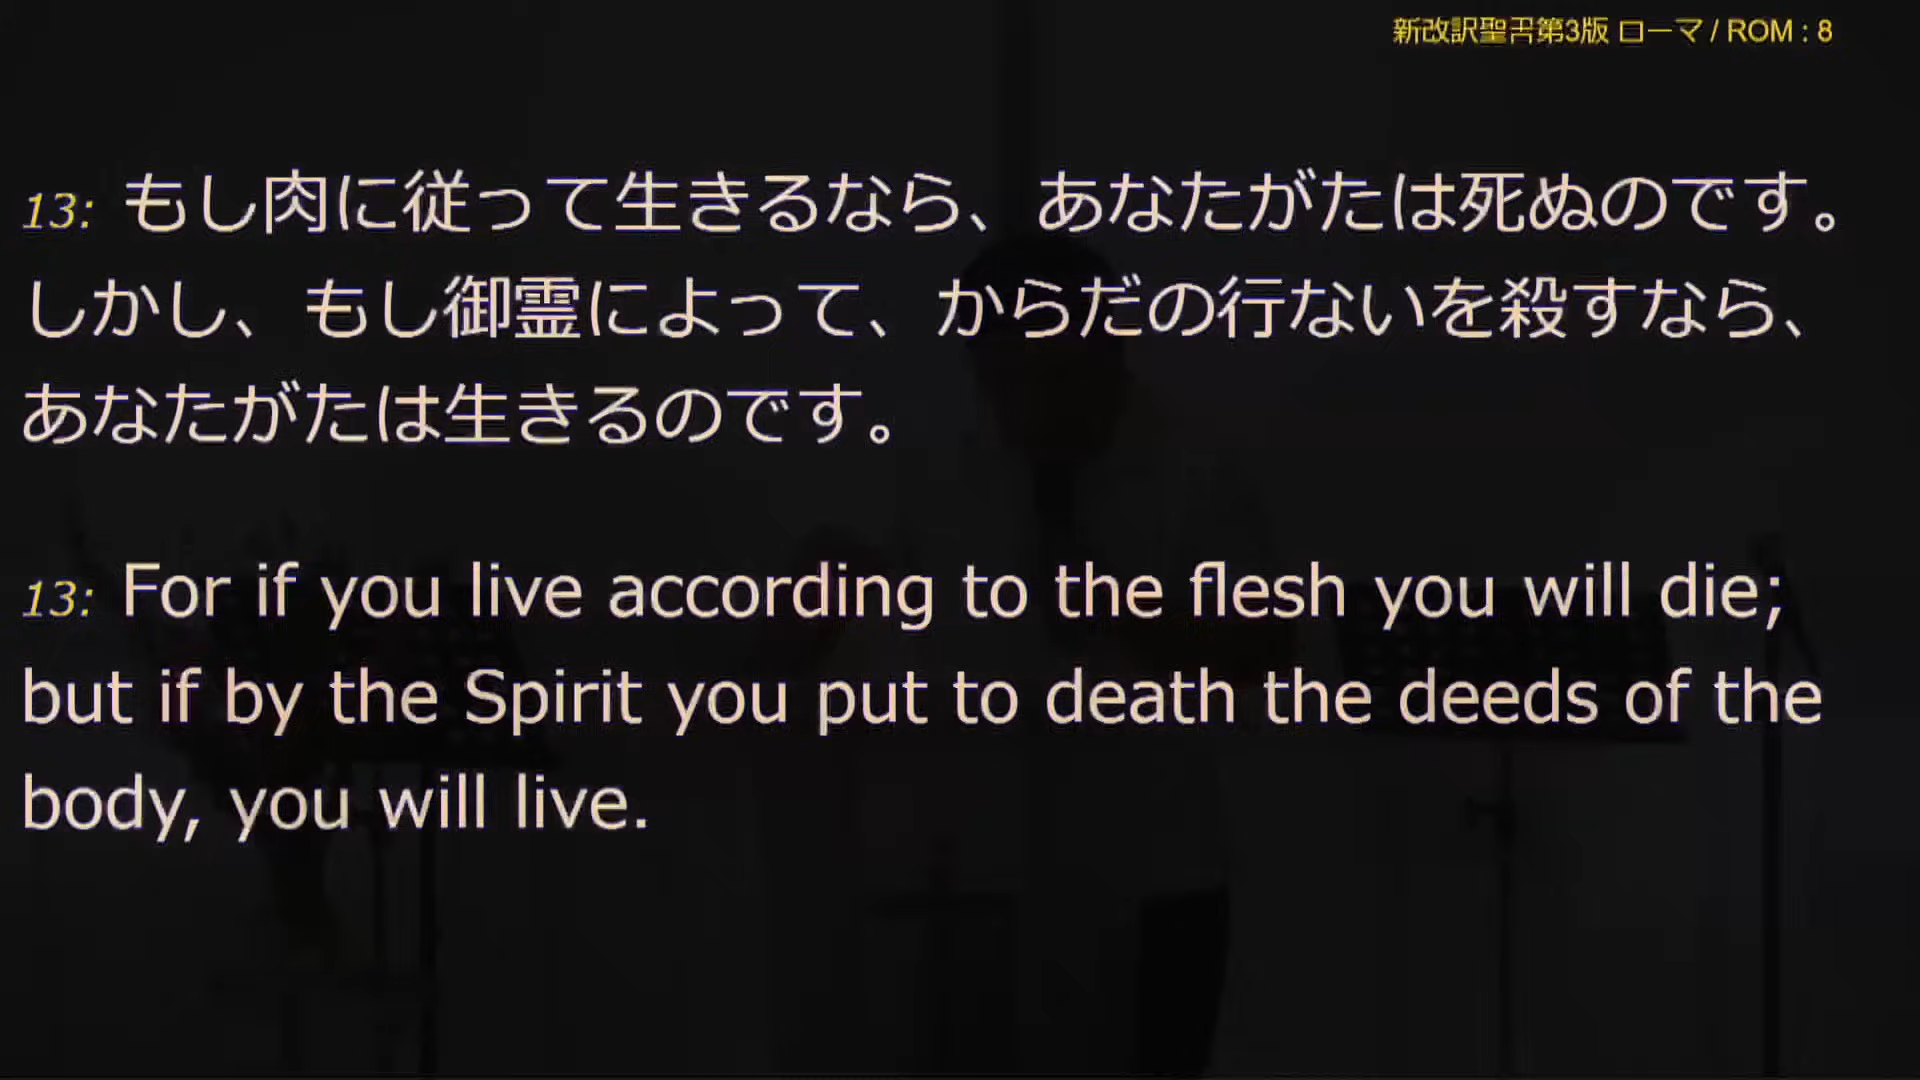 新改訳聖書第3版 ローマ / ROM : 8
13: もし肉に従って生きるなら、あなたがたは死ぬのです。
しかし、もし御霊によって、からだの行ないを殺すなら、
あなたがたは生きるのです。
13: For if you live according to the flesh you will die;
but if by the Spirit you put to death the deeds of the
body, you will live.